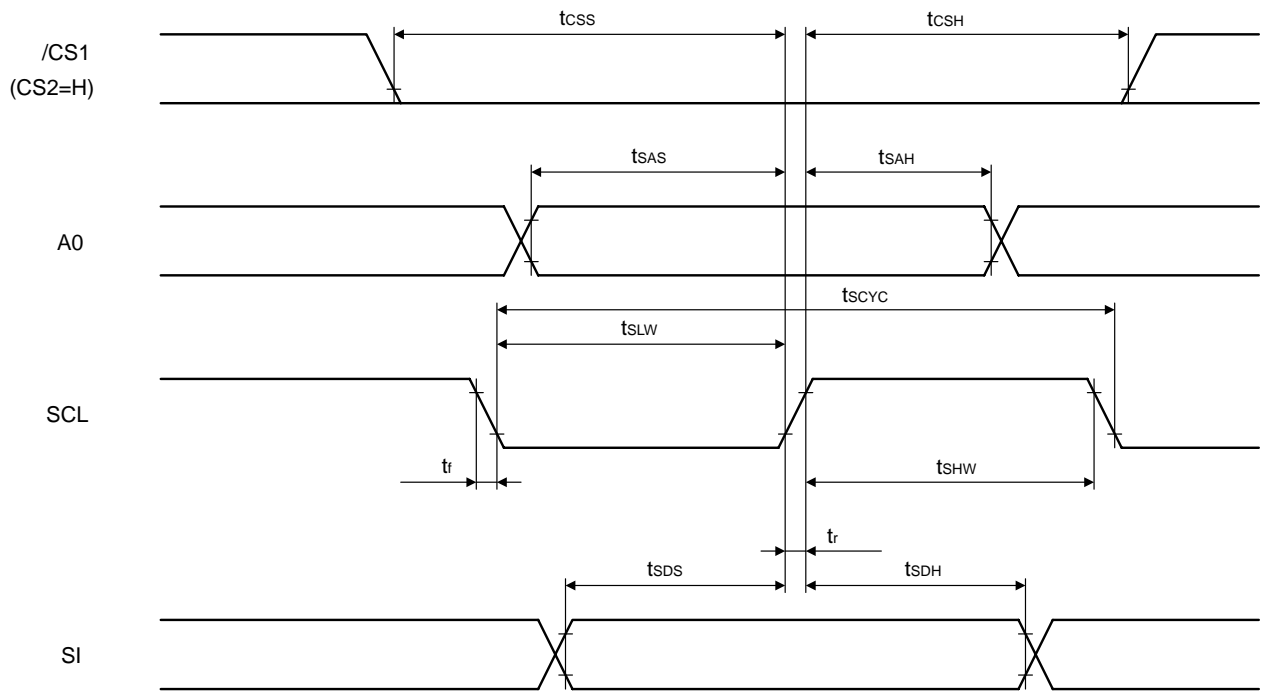 tCSS
tCSH
/CS1
(CS2=H)
tSAS
tSAH
A0
tSCYC
tSLW
SCL
tf
tSHW
tr
tSDS
tSDH
SI